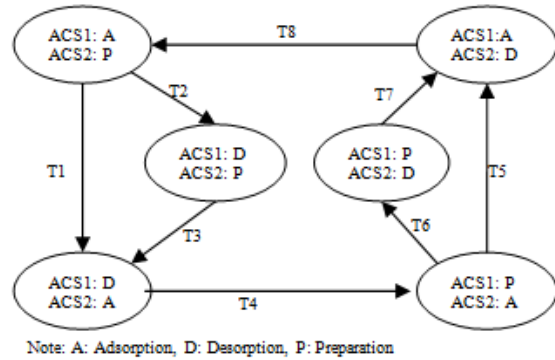 ACS1: A
ACS2: P
T8
ACS1:A
ACS2: D
T2
T7
ACS1: D
ACS2: P
ACS1: P
ACS2: D
T1
T5
T3
T6
ACS1: D
ACS2: A
T4
ACS1: P
ACS2: A
Note: A: Adsorption, D: Desorption, P: Preparation